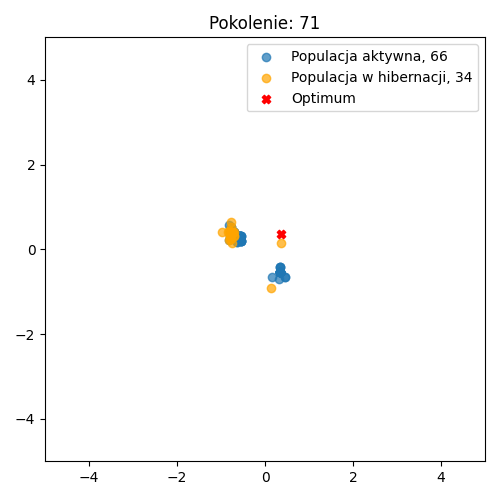 Pokolenie: 71
Populacja aktywna, 66
Populacja w hibernacji, 34
Optimum
4
2
0
−2
−4
−4
−2
0
2
4